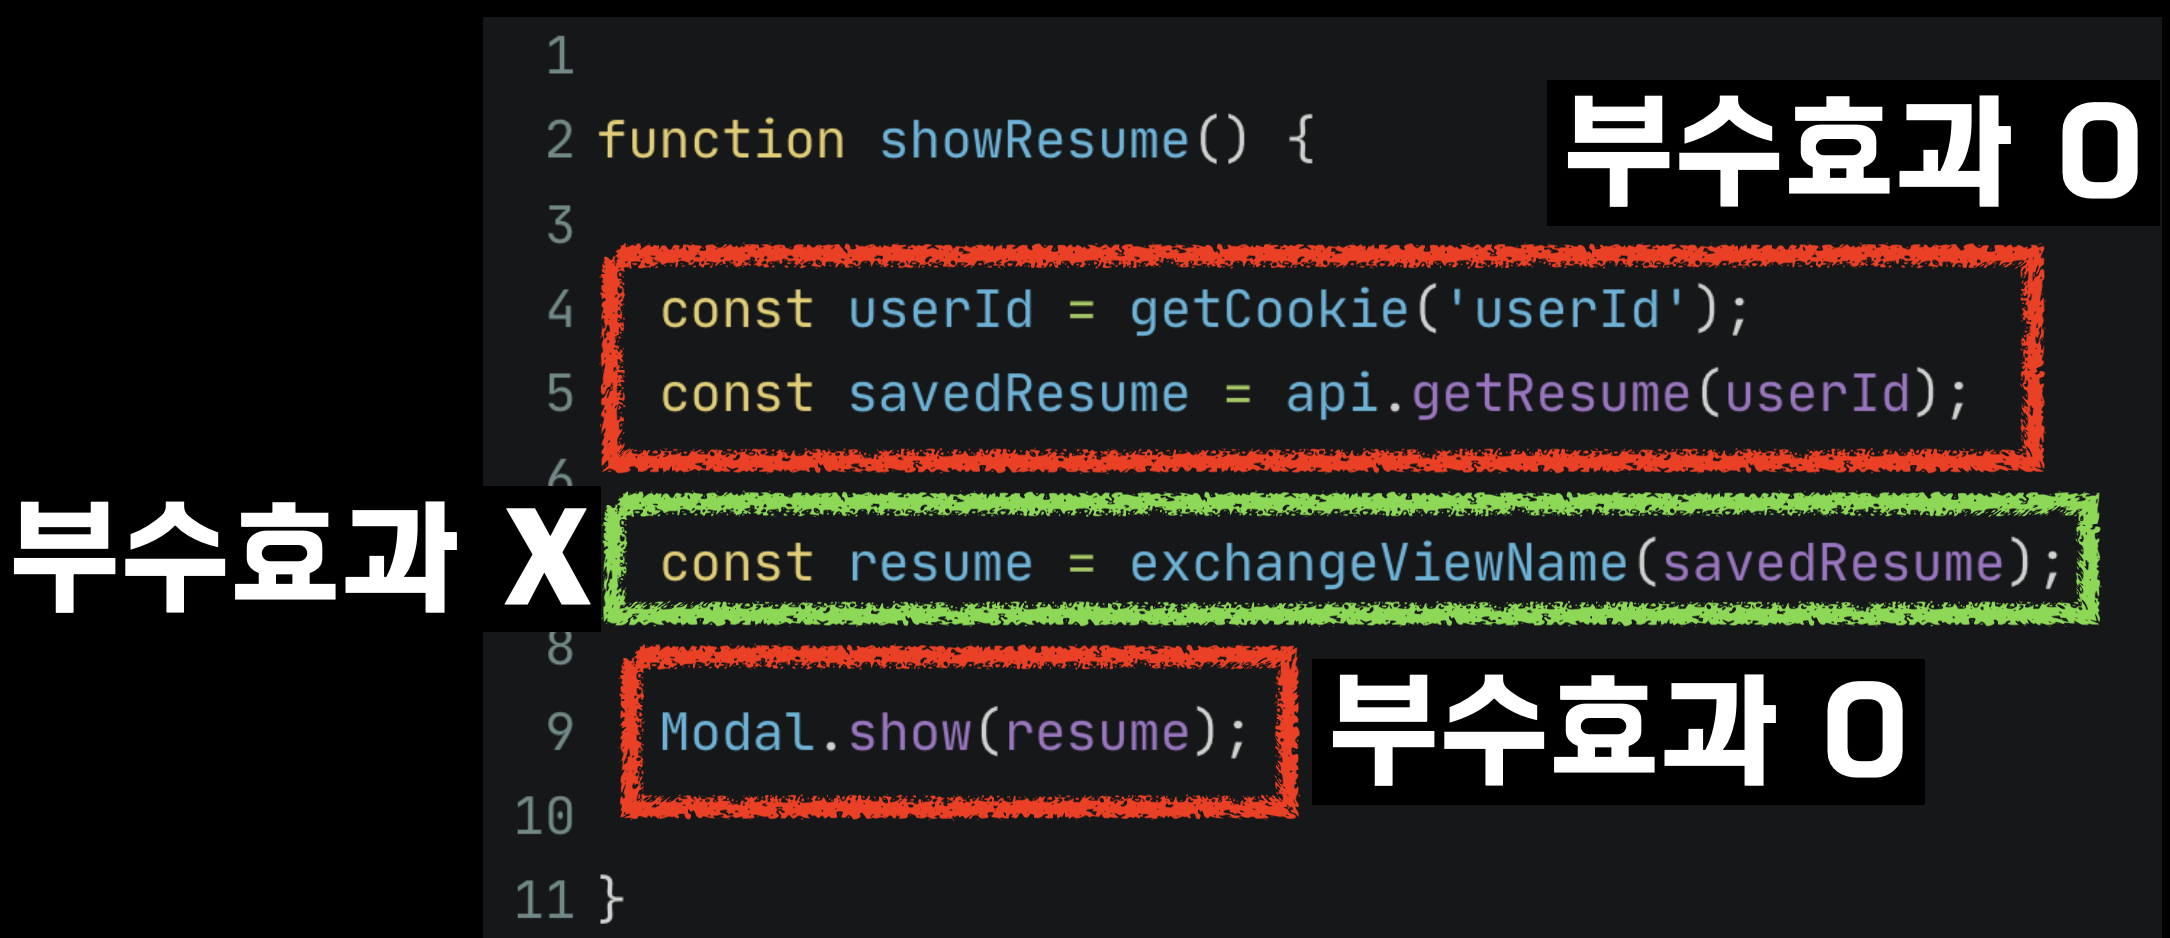 1
2 function showResume() {
부수효과 O
3
4 const userId = getCookie('userId');
5 const savedResume = api.getResume(userId);
6
부수효과 X
const resume = exchangeViewName(savedResume);
8
9 Modal.show(resume);
부수효과 O
10
11 }